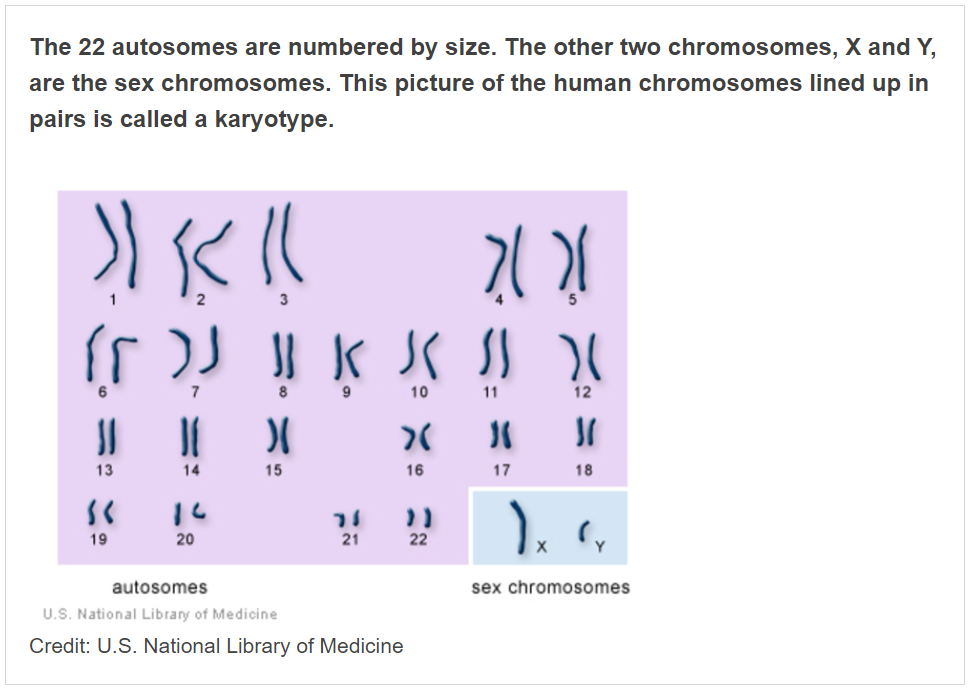 The 22 autosomes are numbered by size. The other two chromosomes, X and Y,
are the sex chromosomes. This picture of the human chromosomes lined up in
pairs is called a karyotype.
1 2 3 4 5
6 7 8 9 10 11 12
13 14 15 16 17 18
19 20 21 22 X Y
autosomes sex chromosomes
U.S. National Library of Medicine
Credit: U.S. National Library of Medicine